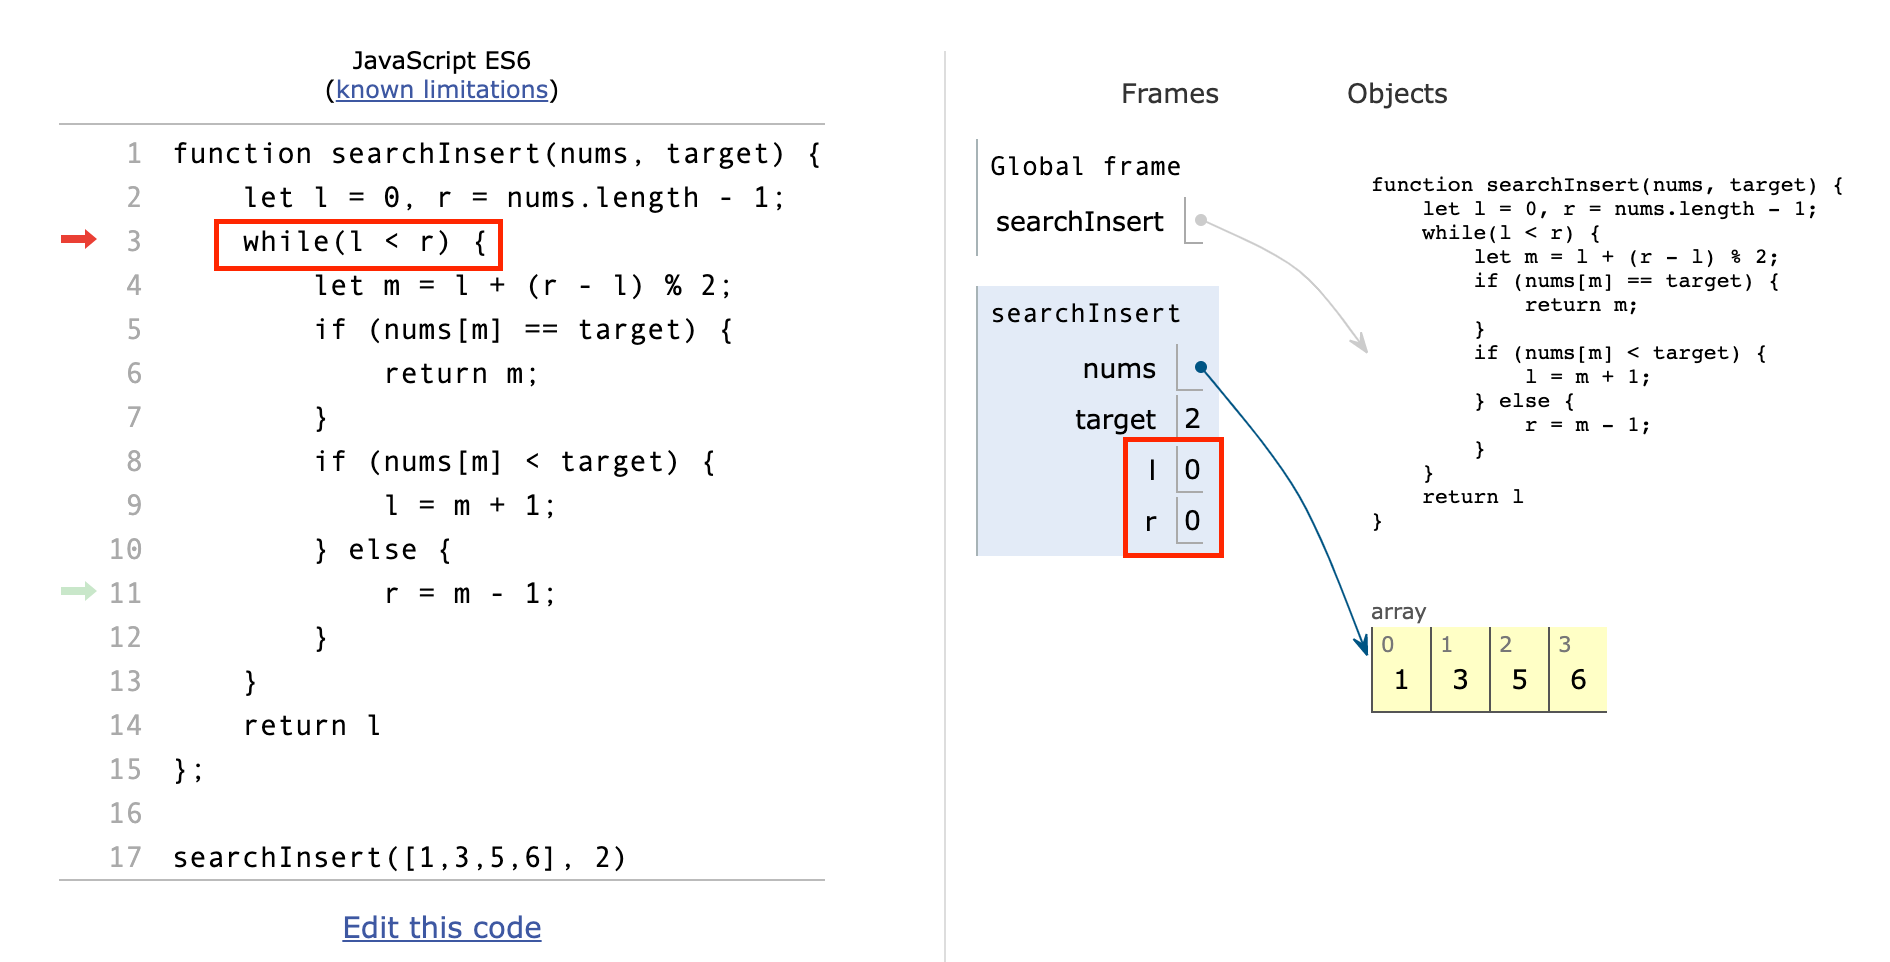 JavaScript ES6
(known limitations)
1 function searchInsert(nums, target) {
2     let l = 0, r = nums.length - 1;
3     while(l < r) {
4         let m = l + (r - l) % 2;
5         if (nums[m] == target) {
6             return m;
7         }
8         if (nums[m] < target) {
9             l = m + 1;
10         } else {
11             r = m - 1;
12         }
13     }
14     return l
15 };
16
17 searchInsert([1,3,5,6], 2)
Edit this code
Frames Objects
Global frame
searchInsert
searchInsert
nums
target 2
l 0
r 0
function searchInsert(nums, target) {
    let l = 0, r = nums.length - 1;
    while(l < r) {
        let m = l + (r - l) % 2;
        if (nums[m] == target) {
            return m;
        }
        if (nums[m] < target) {
            l = m + 1;
        } else {
            r = m - 1;
        }
    }
    return l
}
array
0 1 2 3
1 3 5 6